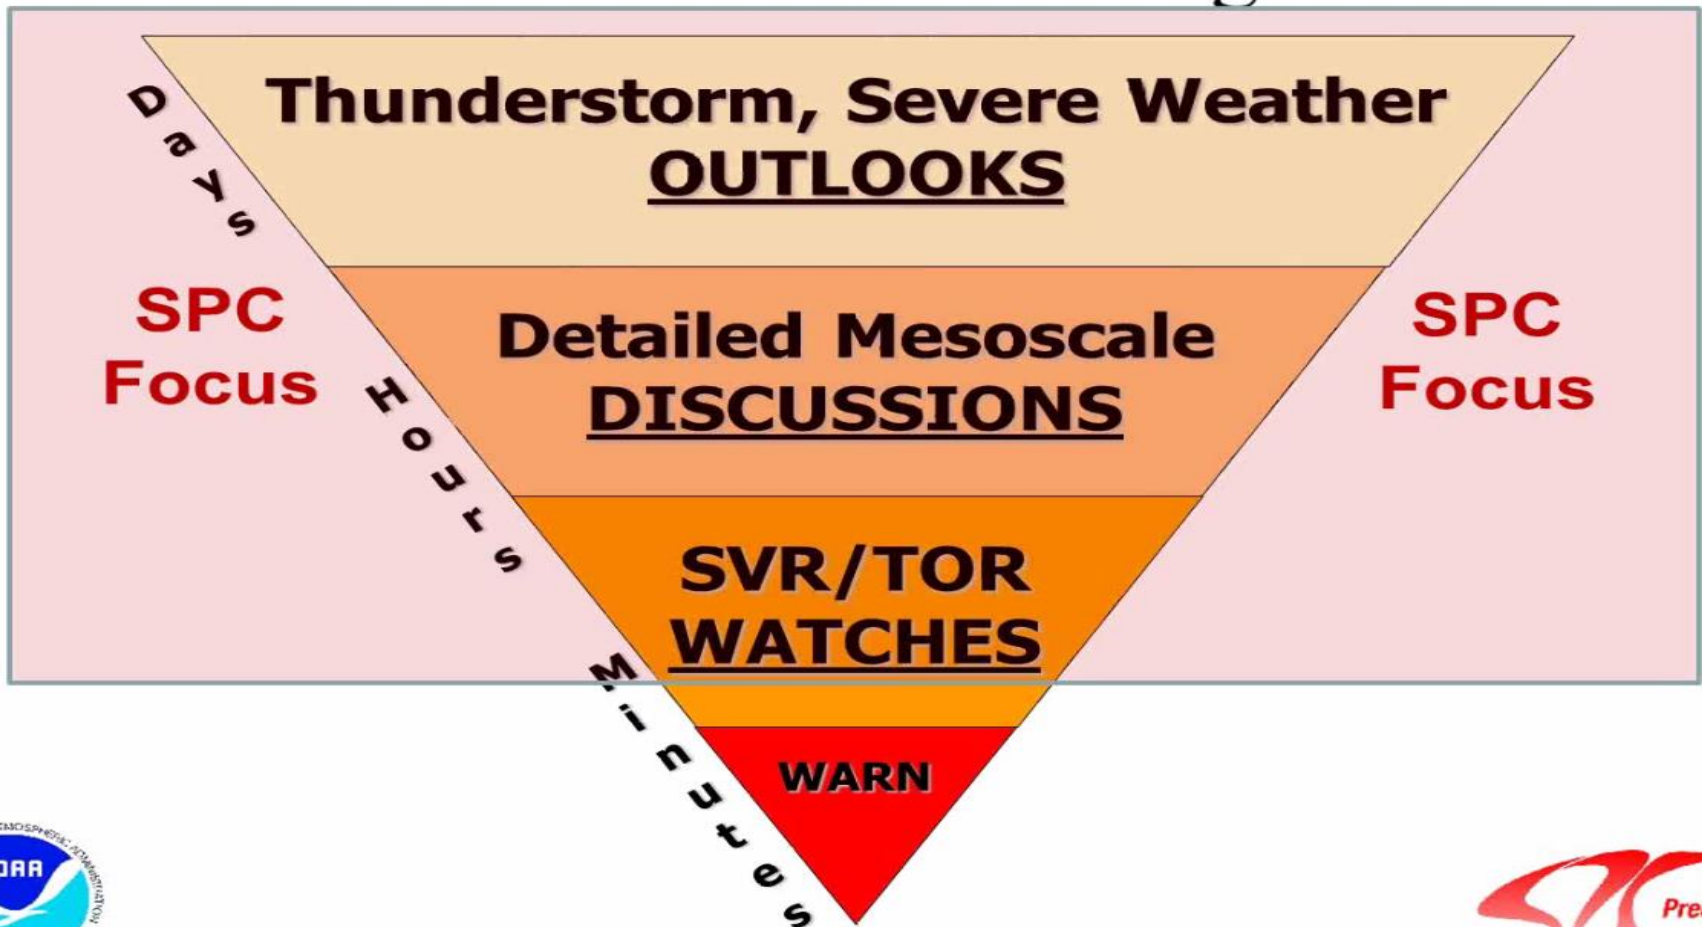 Thunderstorm, Severe Weather
OUTLOOKS
Days
SPC
Focus
Detailed Mesoscale
DISCUSSIONS
SPC
Focus
Hours
SVR/TOR
WATCHES
Minutes
WARN